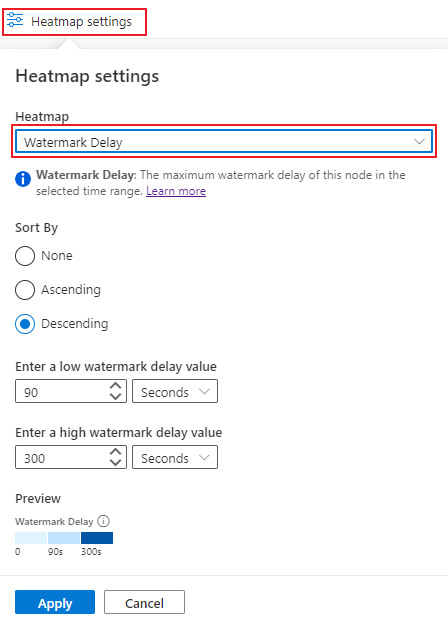 Heatmap settings
Heatmap settings
Heatmap
Watermark Delay
Watermark Delay: The maximum watermark delay of this node in the
selected time range. Learn more
Sort By
None
Ascending
Descending
Enter a low watermark delay value
90 Seconds
Enter a high watermark delay value
300 Seconds
Preview
Watermark Delay
0 90s 300s
Apply Cancel